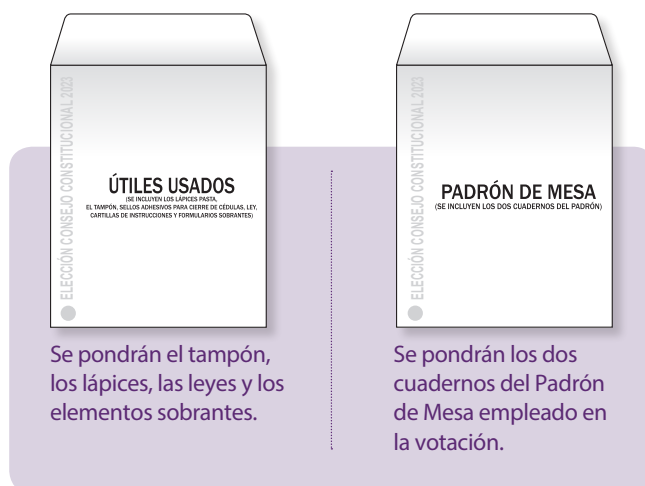 ELECCIÓN CONSEJO CONSTITUCIONAL 2023
ÚTILES USADOS
(SE INCLUYEN LOS LÁPICES PASTA,
EL TAMPÓN, SELLOS ADHESIVOS PARA CIERRE DE CÉDULAS, LEY,
CARTILLAS DE INSTRUCCIONES Y FORMULARIOS SOBRANTES)
Se pondrán el tampón,
los lápices, las leyes y los
elementos sobrantes.
ELECCIÓN CONSEJO CONSTITUCIONAL 2023
PADRÓN DE MESA
(SE INCLUYEN LOS DOS CUADERNOS DEL PADRÓN)
Se pondrán los dos
cuadernos del Padrón
de Mesa empleado en
la votación.